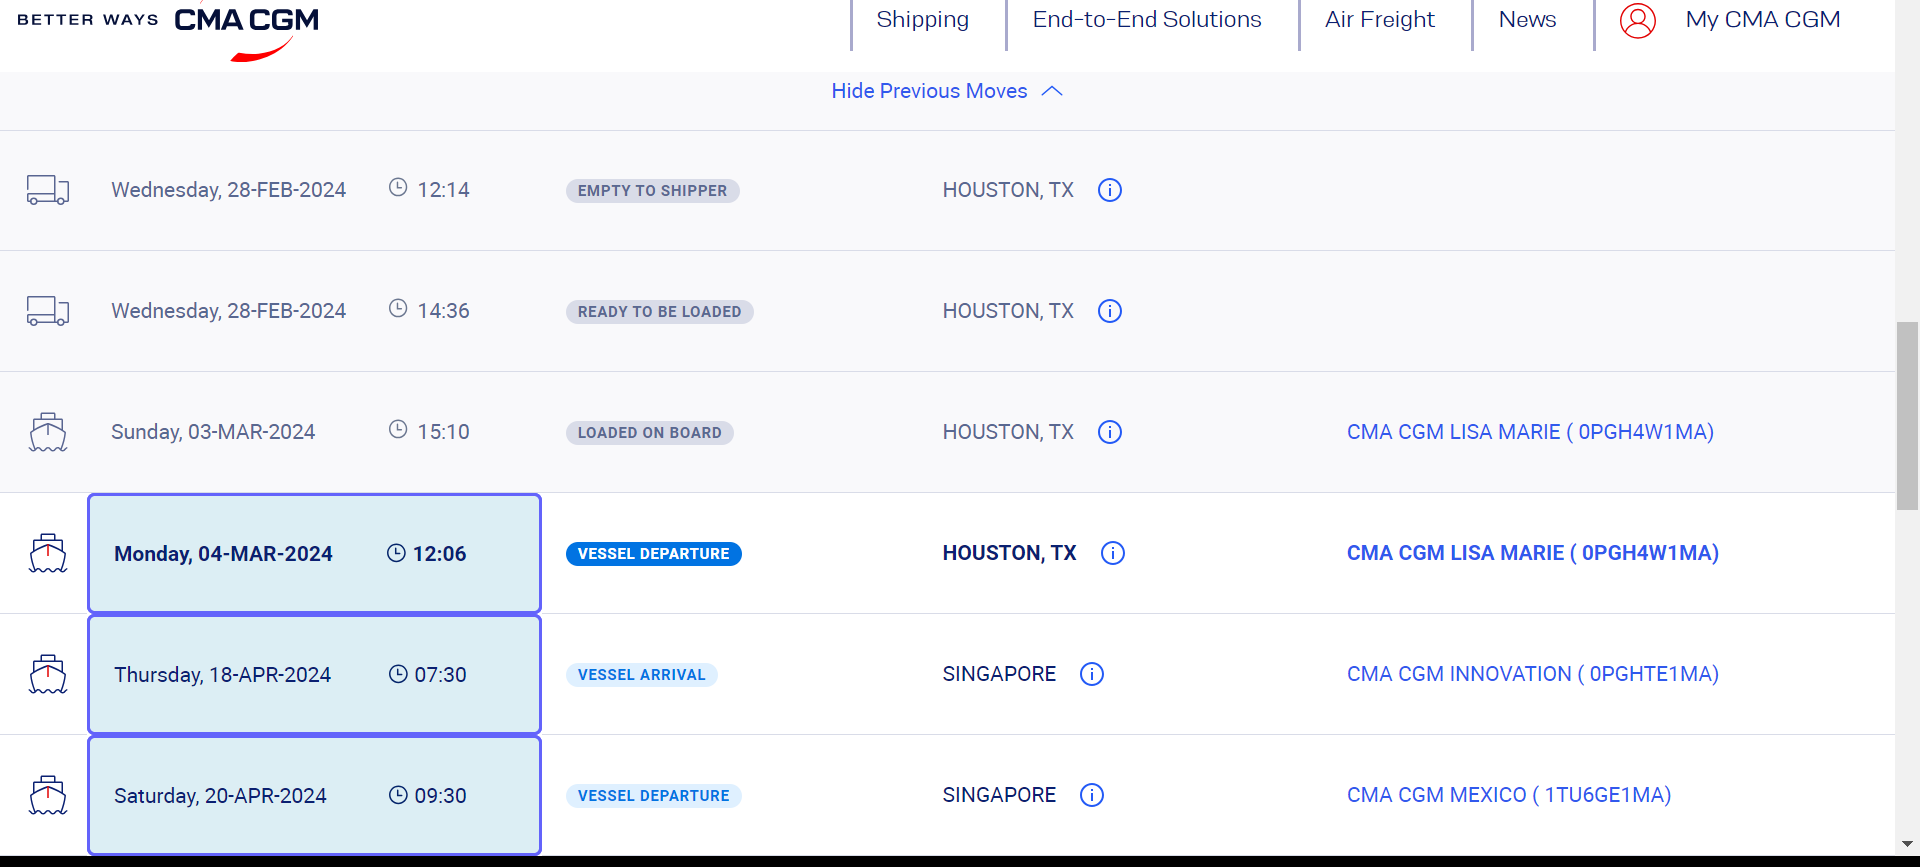 BETTER WAYS CMA CGM Shipping End-to-End Solutions Air Freight News My CMA CGM
Hide Previous Moves
Wednesday, 28-FEB-2024 12:14 EMPTY TO SHIPPER HOUSTON, TX
Wednesday, 28-FEB-2024 14:36 READY TO BE LOADED HOUSTON, TX
Sunday, 03-MAR-2024 15:10 LOADED ON BOARD HOUSTON, TX CMA CGM LISA MARIE ( 0PGH4W1MA)
Monday, 04-MAR-2024 12:06 VESSEL DEPARTURE HOUSTON, TX CMA CGM LISA MARIE ( 0PGH4W1MA)
Thursday, 18-APR-2024 07:30 VESSEL ARRIVAL SINGAPORE CMA CGM INNOVATION ( 0PGHTE1MA)
Saturday, 20-APR-2024 09:30 VESSEL DEPARTURE SINGAPORE CMA CGM MEXICO ( 1TU6GE1MA)